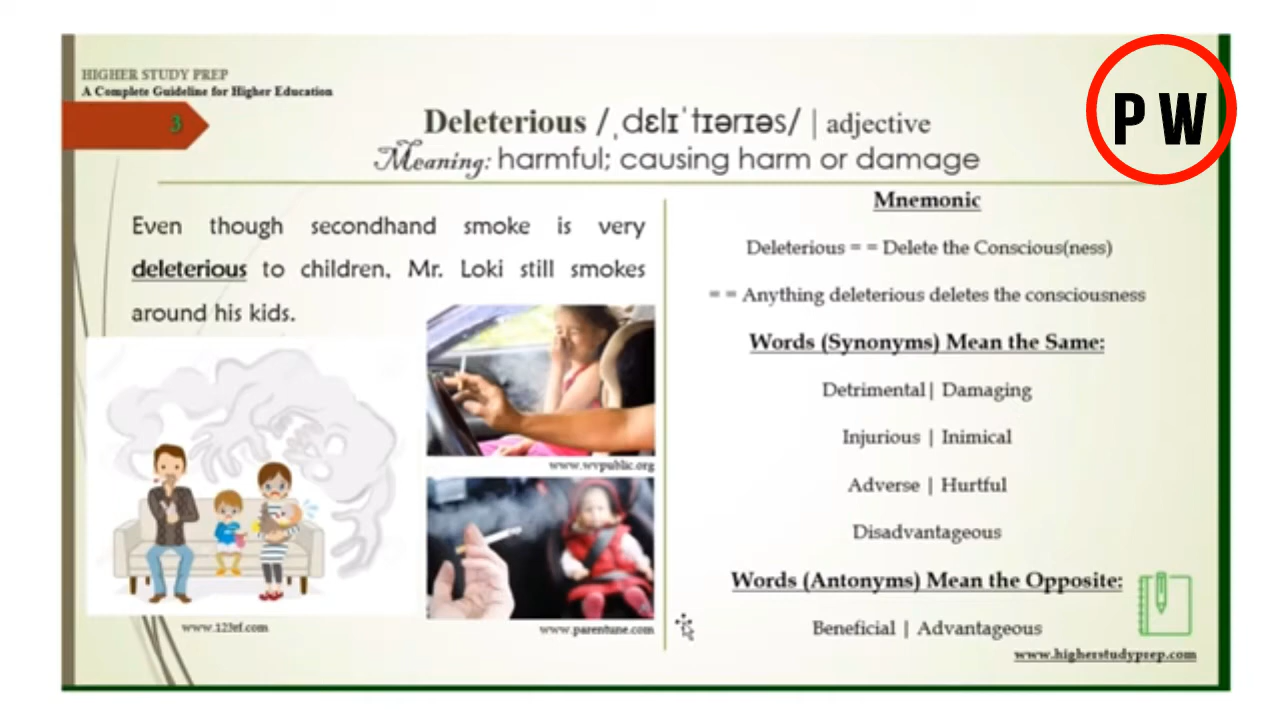 HIGHER STUDY PREP
A Complete Guideline for Higher Education
3
P W
Deleterious /ˌdɛlɪˈtɪərɪəs/ | adjective
Meaning: harmful; causing harm or damage
Even though secondhand smoke is very
deleterious to children, Mr. Loki still smokes
around his kids.
www.wvpublic.org
www.123rf.com
www.parentune.com
Mnemonic
Deleterious = = Delete the Conscious(ness)
= = Anything deleterious deletes the consciousness
Words (Synonyms) Mean the Same:
Detrimental| Damaging
Injurious | Inimical
Adverse | Hurtful
Disadvantageous
Words (Antonyms) Mean the Opposite:
Beneficial | Advantageous
www.higherstudyprep.com